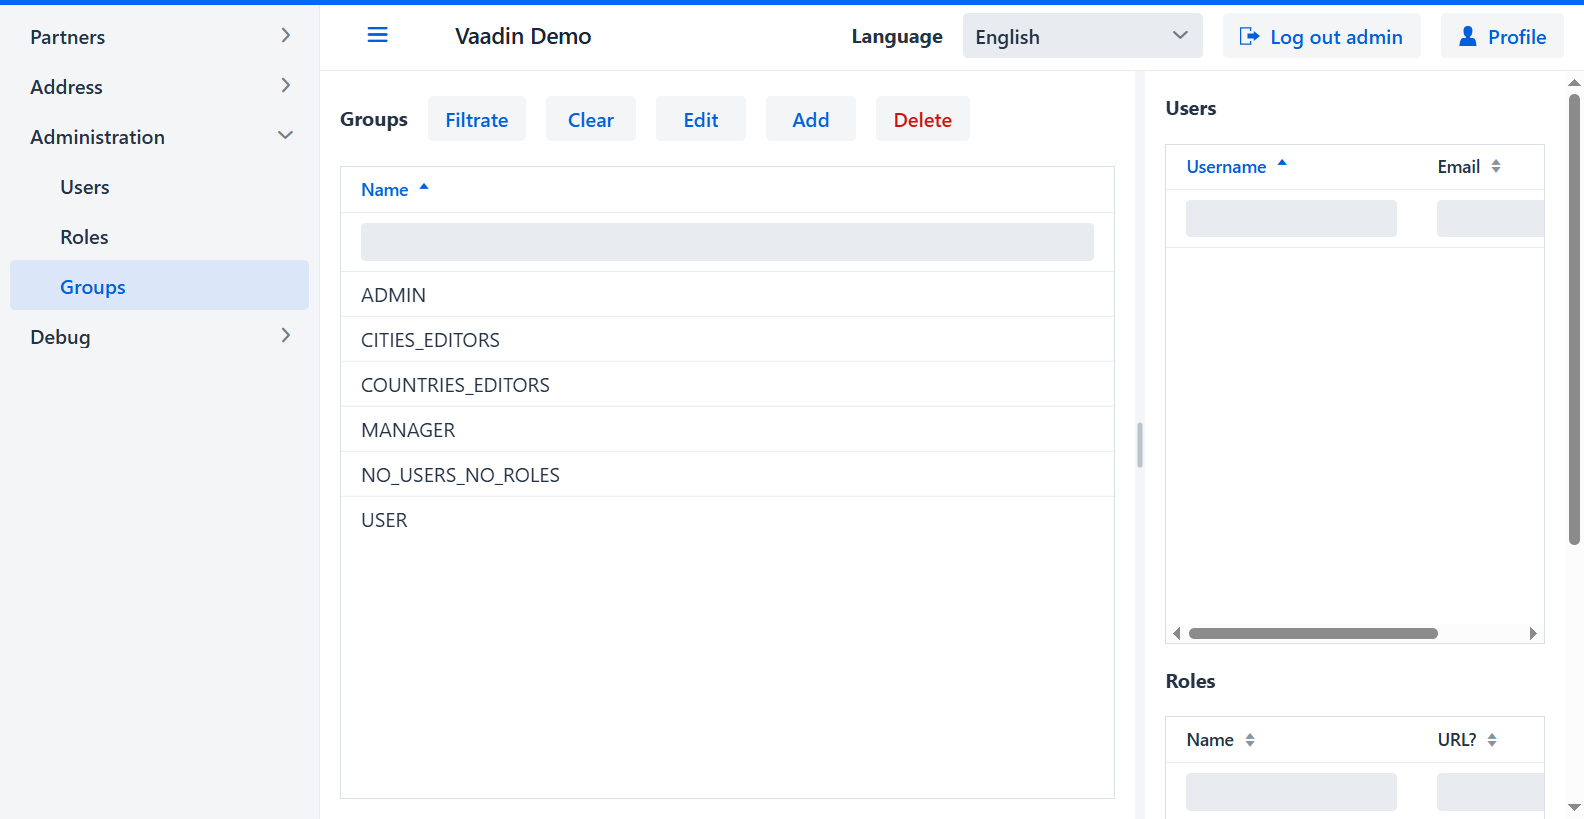 Partners
Address
Administration
Users
Roles
Groups
Debug
Vaadin Demo
Language
English
Log out admin
Profile
Groups
Filtrate
Clear
Edit
Add
Delete
Name
ADMIN
CITIES_EDITORS
COUNTRIES_EDITORS
MANAGER
NO_USERS_NO_ROLES
USER
Users
Username
Email
Roles
Name
URL?